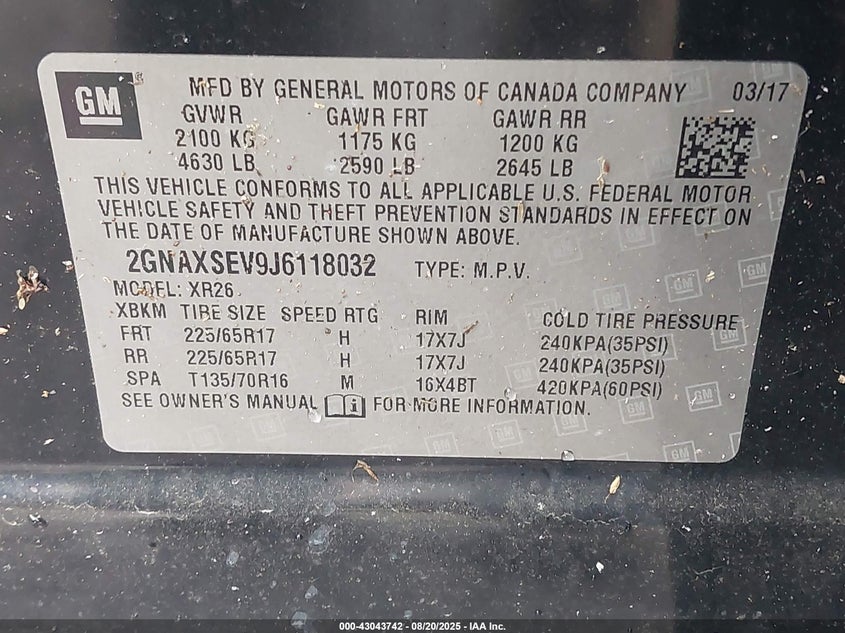 GM
MFD BY GENERAL MOTORS OF CANADA COMPANY 03/17
GVWR GAWR FRT GAWR RR
2100 KG 1175 KG 1200 KG
4630 LB 2590 LB 2645 LB
THIS VEHICLE CONFORMS TO ALL APPLICABLE U.S. FEDERAL MOTOR
VEHICLE SAFETY AND THEFT PREVENTION STANDARDS IN EFFECT ON
THE DATE OF MANUFACTURE SHOWN ABOVE.
2GNAXSEV9J6118032 TYPE: M.P.V.
MODEL: XR26
XBKM TIRE SIZE SPEED RTG RIM COLD TIRE PRESSURE
FRT 225/65R17 H 17X7J 240KPA(35PSI)
RR 225/65R17 H 17X7J 240KPA(35PSI)
SPA T135/70R16 M 16X4BT 420KPA(60PSI)
SEE OWNER'S MANUAL i FOR MORE INFORMATION.
000-43043742 - 08/20/2025 - IAA Inc.